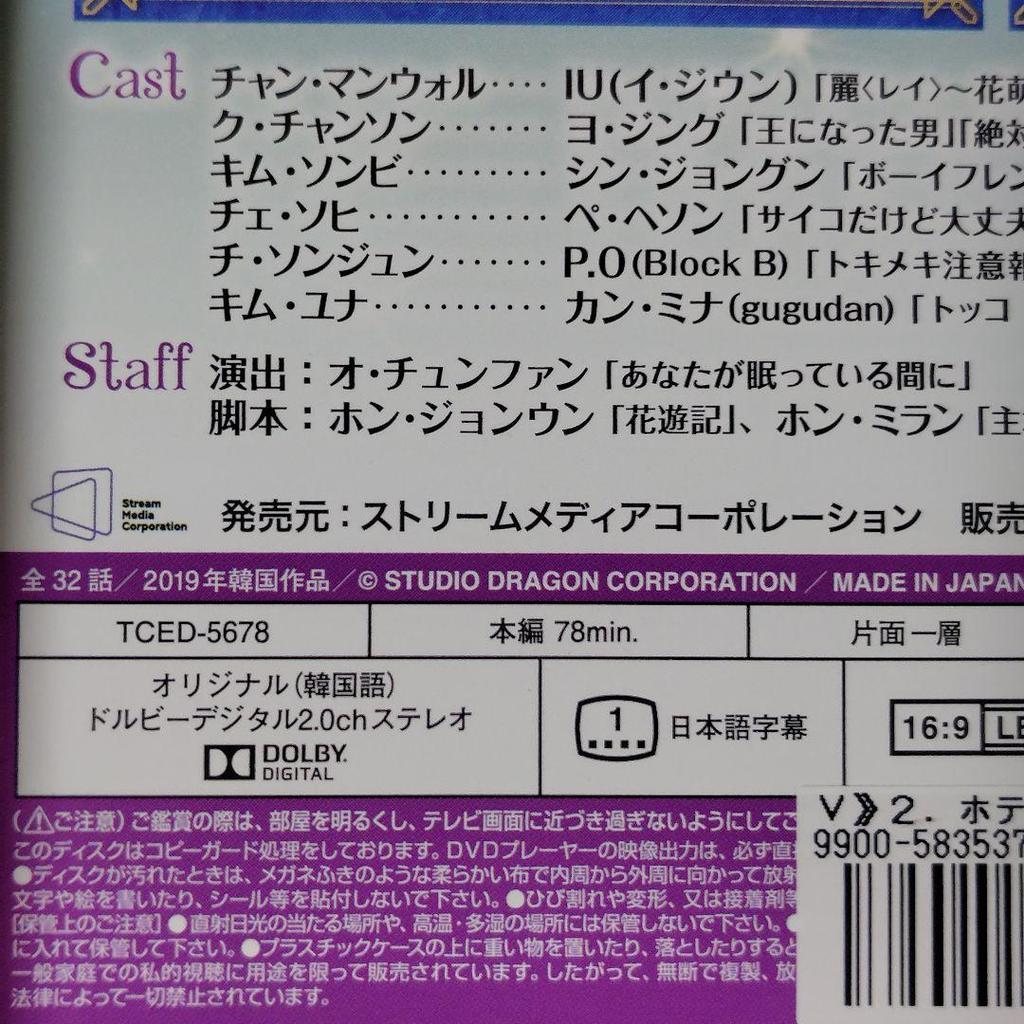 Cast
チャン・マンウォル‥‥ IU(イ・ジウン)「麗〈レイ〉〜花萌
ク・チャンソン‥‥‥‥ ヨ・ジング「王になった男」「絶対
キム・ソンビ‥‥‥‥‥ シン・ジョングン「ボーイフレン
チェ・ソヒ‥‥‥‥‥‥ ペ・ヘソン「サイコだけど大丈夫
チ・ソンジュン‥‥‥‥ P.O(Block B)「トキメキ注意報
キム・ユナ‥‥‥‥‥‥ カン・ミナ(gugudan)「トッコ
Staff
演出：オ・チュンファン「あなたが眠っている間に」
脚本：ホン・ジョンウン「花遊記」、ホン・ミラン「主
Stream
Media
Corporation
発売元：ストリームメディアコーポレーション 販売
全32話／2019年韓国作品／© STUDIO DRAGON CORPORATION ／MADE IN JAPAN
TCED-5678 本編 78min. 片面一層
オリジナル(韓国語)
ドルビーデジタル2.0chステレオ
DOLBY.
DIGITAL
1 日本語字幕
16:9 LE
(⚠ご注意)ご鑑賞の際は、部屋を明るくし、テレビ画面に近づき過ぎないようにしてご
このディスクはコピーガード処理をしております。DVDプレーヤーの映像出力は、必ず直接
●ディスクが汚れたときは、メガネふきのような柔らかい布で内周から外周に向かって放射
文字や絵を書いたり、シール等を貼付しないで下さい。●ひび割れや変形、又は接着剤等
[保管上のご注意]●直射日光の当たる場所や、高温・多湿の場所には保管しないで下さい。●
に入れて保管して下さい。●プラスチックケースの上に重い物を置いたり、落としたりすると
一般家庭での私的視聴に用途を限って販売されています。したがって、無断で複製、放
法律によって一切禁止されています。
V》2. ホテ
9900-583537